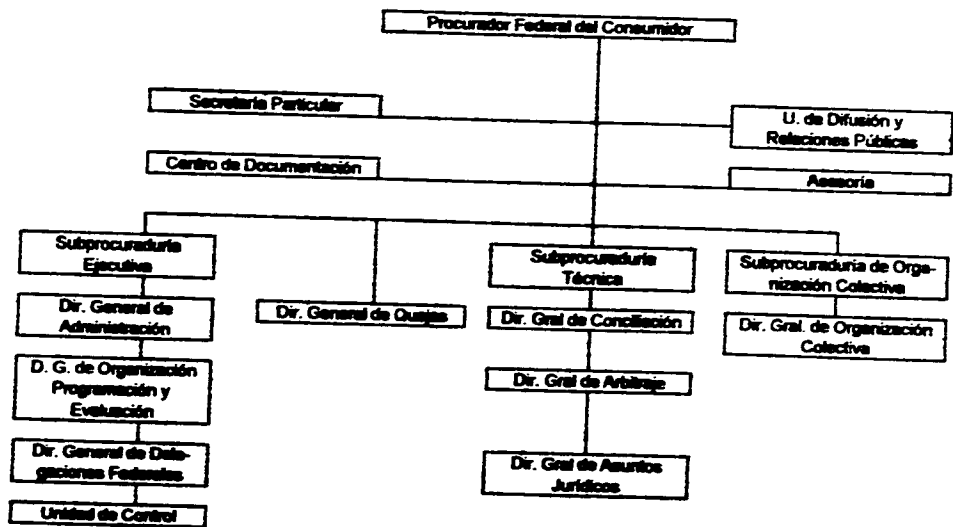 Procurador Federal del Consumidor
Secretaría Particular
U. de Difusión y
Relaciones Públicas
Centro de Documentación
Asesoría
Subprocuraduría
Ejecutiva
Subprocuraduría
Técnica
Subprocuraduría de Orga-
nización Colectiva
Dir. General de
Administración
Dir. General de Quejas
Dir. Gral de Conciliación
Dir. Gral. de Organización
Colectiva
D. G. de Organización
Programación y
Evaluación
Dir. Gral de Arbitraje
Dir. General de Dele-
gaciones Federales
Dir. Gral de Asuntos
Jurídicos
Unidad de Control